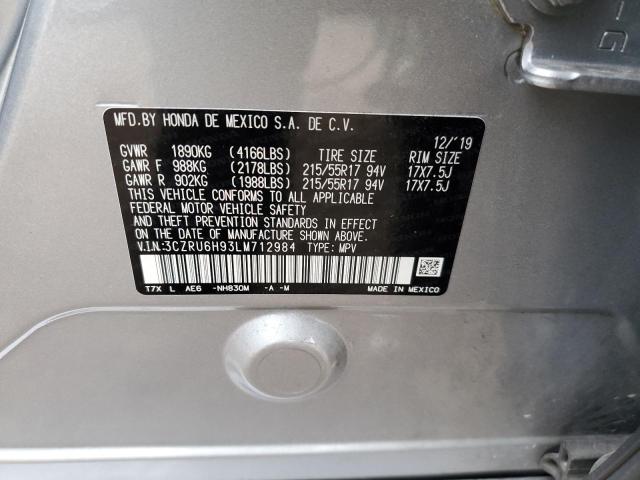 MFD.BY HONDA DE MEXICO S.A. DE C.V.
12/'19
GVWR 1890KG (4166LBS) TIRE SIZE RIM SIZE
GAWR F 988KG (2178LBS) 215/55R17 94V 17X7.5J
GAWR R 902KG (1988LBS) 215/55R17 94V 17X7.5J
THIS VEHICLE CONFORMS TO ALL APPLICABLE
FEDERAL MOTOR VEHICLE SAFETY
AND THEFT PREVENTION STANDARDS IN EFFECT
ON THE DATE OF MANUFACTURE SHOWN ABOVE.
V.I.N:3CZRU6H93LM712984 TYPE: MPV
T7X L AE6 -NH830M -A -M MADE IN MEXICO